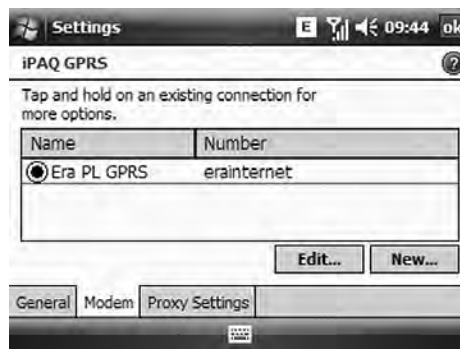 Settings E 09:44 ok
iPAQ GPRS ?
Tap and hold on an existing connection for
more options.
Name Number
Era PL GPRS erainternet
Edit... New...
General Modem Proxy Settings